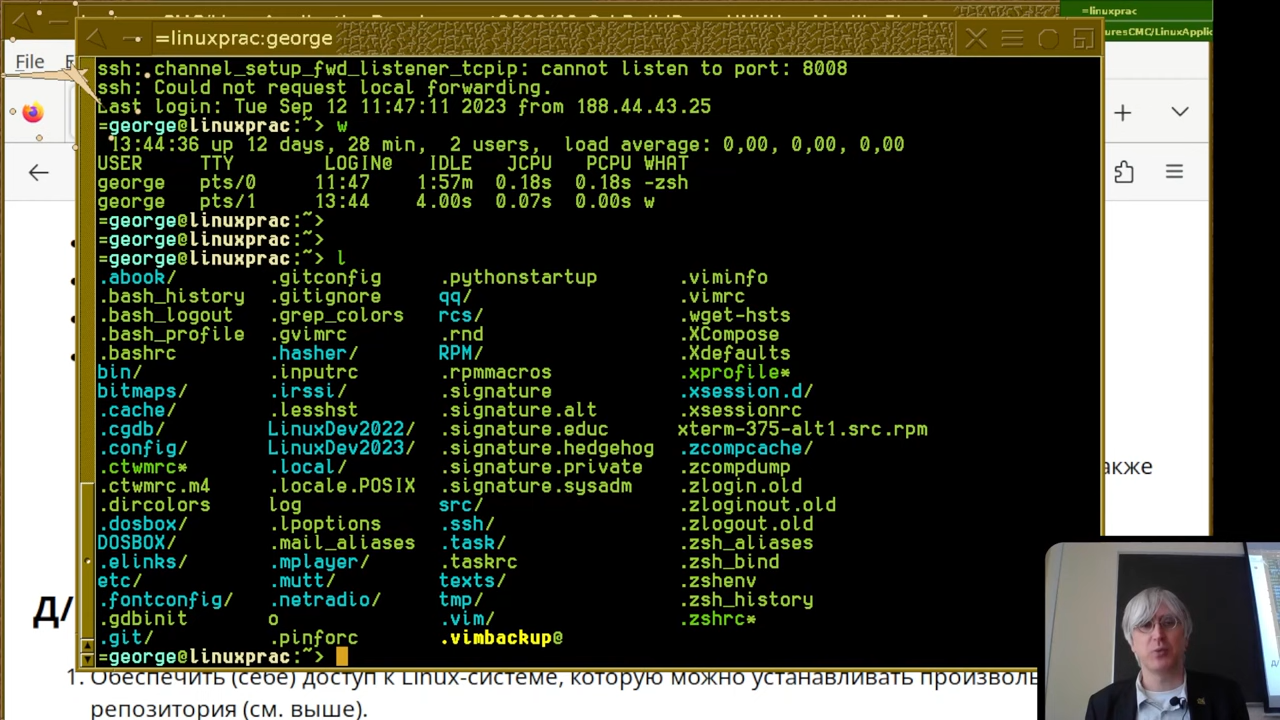 =linuxprac
uresCMC/LinuxApplic
=linuxprac:george
File
ssh: channel_setup_fwd_listener_tcpip: cannot listen to port: 8008
ssh: Could not request local forwarding.
Last login: Tue Sep 12 11:47:11 2023 from 188.44.43.25
=george@linuxprac:~> w
13:44:36 up 12 days, 28 min, 2 users, load average: 0,00, 0,00, 0,00
USER TTY LOGIN@ IDLE JCPU PCPU WHAT
george pts/0 11:47 1:57m 0.18s 0.18s -zsh
george pts/1 13:44 4.00s 0.07s 0.00s w
=george@linuxprac:~>
=george@linuxprac:~>
=george@linuxprac:~> l
.abook/ .gitconfig .pythonstartup .viminfo
.bash_history .gitignore qq/ .vimrc
.bash_logout .grep_colors rcs/ .wget-hsts
.bash_profile .gvimrc .rnd .XCompose
.bashrc .hasher/ RPM/ .Xdefaults
bin/ .inputrc .rpmmacros .xprofile*
bitmaps/ .irssi/ .signature .xsession.d/
.cache/ .lesshst .signature.alt .xsessionrc
.cgdb/ LinuxDev2022/ .signature.educ xterm-375-alt1.src.rpm
.config/ LinuxDev2023/ .signature.hedgehog .zcompcache/
.ctwmrc* .local/ .signature.private .zcompdump
.ctwmrc.m4 .locale.POSIX .signature.sysadm .zlogin.old
.dircolors log src/ .zloginout.old
.dosbox/ .lpoptions .ssh/ .zlogout.old
DOSBOX/ .mail_aliases .task/ .zsh_aliases
.elinks/ .mplayer/ .taskrc .zsh_bind
etc/ .mutt/ texts/ .zshenv
.fontconfig/ .netradio/ tmp/ .zsh_history
.gdbinit o .vim/ .zshrc*
.git/ .pinforc .vimbackup@
=george@linuxprac:~>
акже
Д/
1. Обеспечить (себе) доступ к Linux-системе, которую можно устанавливать произволь
репозитория (см. выше).